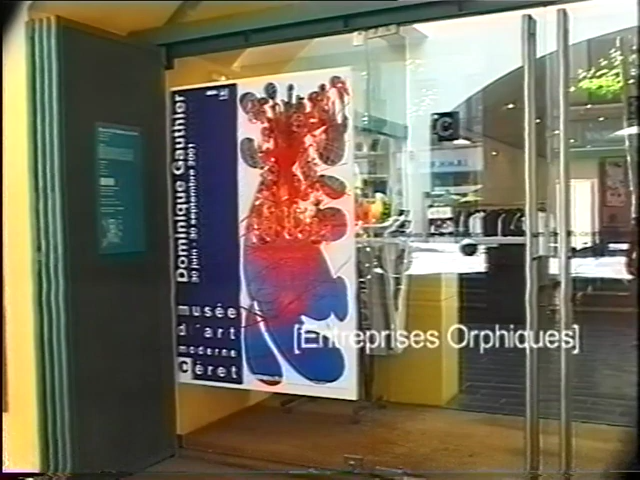 Dominique Gauthier
30 juin - 30 septembre 2001
musée
d'art
moderne
Céret
[Entreprises Orphiques]
C